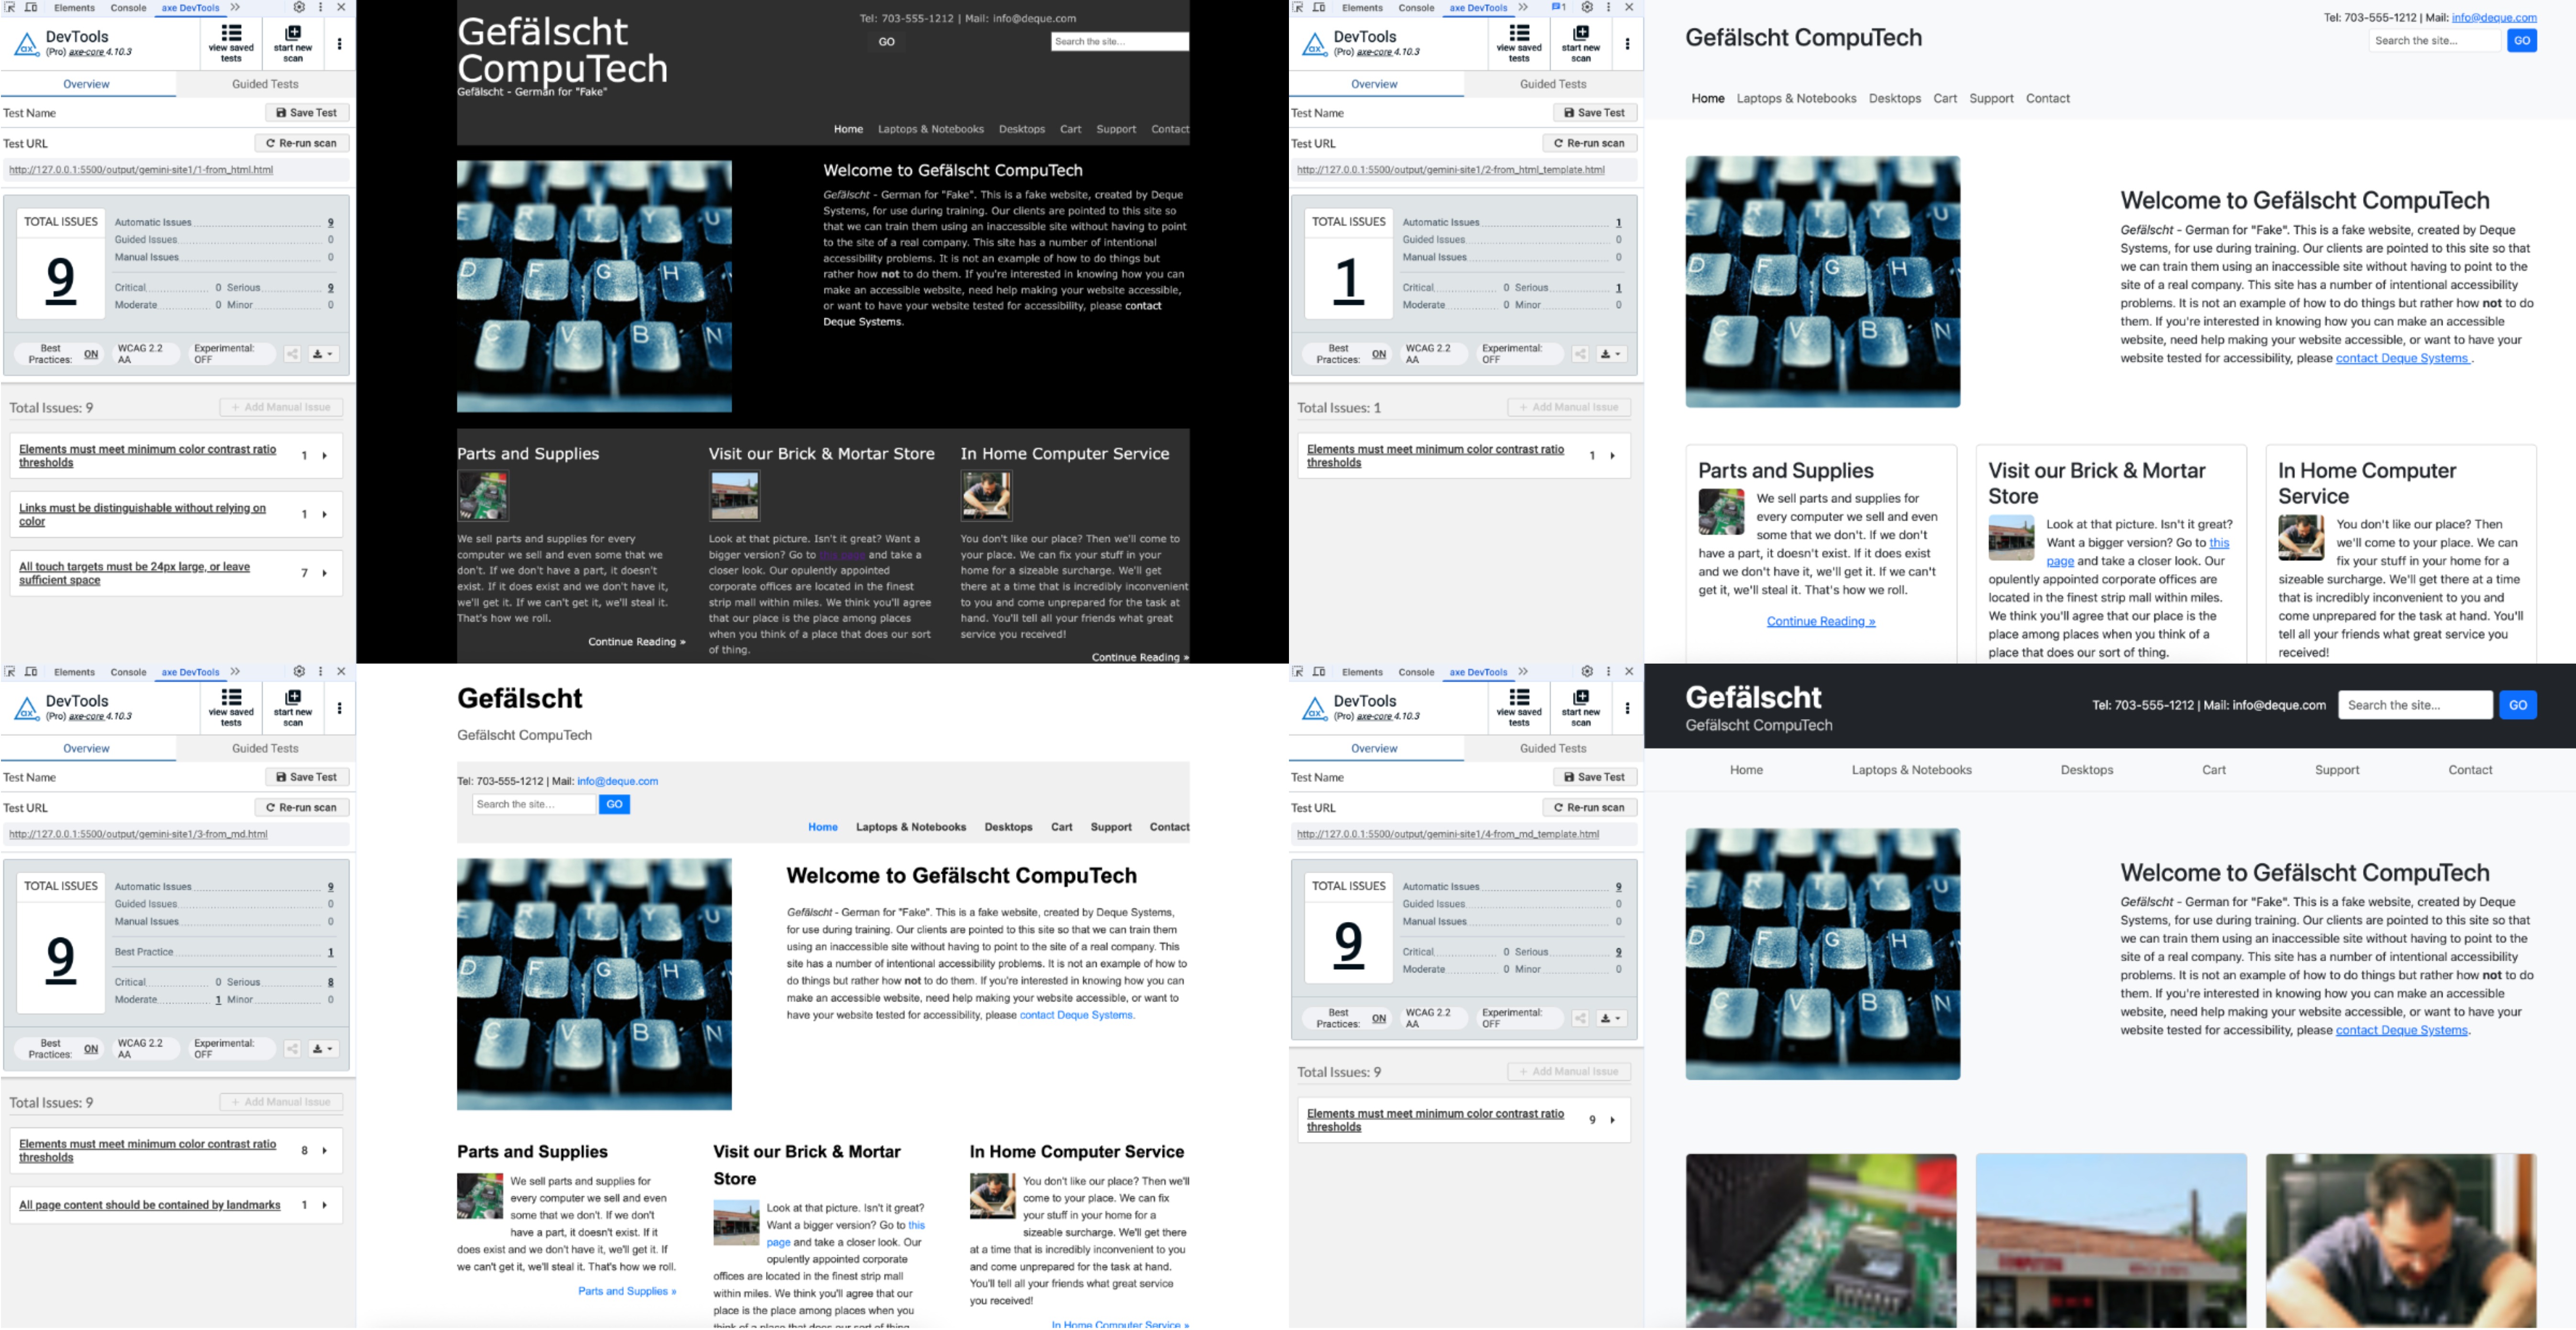 Elements Console axe DevTools
DevTools
(Pro) axe-core 4.10.3
view saved tests
start new scan
Overview Guided Tests
Test Name Save Test
Test URL Re-run scan
http://127.0.0.1:5500/output/gemini-site1/1-from_html.html
TOTAL ISSUES
9
Automatic Issues 9
Guided Issues 0
Manual Issues 0
Critical 0 Serious 9
Moderate 0 Minor 0
Best Practices: ON WCAG 2.2 AA Experimental: OFF
Total Issues: 9 + Add Manual Issue
Elements must meet minimum color contrast ratio thresholds 1
Links must be distinguishable without relying on color 1
All touch targets must be 24px large, or leave sufficient space 7
Gefälscht
CompuTech
Gefälscht - German for "Fake"
Tel: 703-555-1212 | Mail: info@deque.com
GO Search the site...
Home Laptops & Notebooks Desktops Cart Support Contact
Welcome to Gefälscht CompuTech
Gefälscht - German for "Fake". This is a fake website, created by Deque
Systems, for use during training. Our clients are pointed to this site so
that we can train them using an inaccessible site without having to point
to the site of a real company. This site has a number of intentional
accessibility problems. It is not an example of how to do things but
rather how not to do them. If you're interested in knowing how you can
make an accessible website, need help making your website accessible,
or want to have your website tested for accessibility, please contact
Deque Systems.
Parts and Supplies
We sell parts and supplies for every
computer we sell and even some that we
don't. If we don't have a part, it doesn't
exist. If it does exist and we don't have it,
we'll get it. If we can't get it, we'll steal it.
That's how we roll.
Continue Reading »
Visit our Brick & Mortar Store
Look at that picture. Isn't it great? Want a
bigger version? Go to this page and take a
closer look. Our opulently appointed
corporate offices are located in the finest
strip mall within miles. We think you'll agree
that our place is the place among places
when you think of a place that does our sort
of thing.
In Home Computer Service
You don't like our place? Then we'll come to
your place. We can fix your stuff in your
home for a sizeable surcharge. We'll get
there at a time that is incredibly inconvenient
to you and come unprepared for the task at
hand. You'll tell all your friends what great
service you received!
Continue Reading »
Elements Console axe DevTools 1
DevTools
(Pro) axe-core 4.10.3
view saved tests
start new scan
Overview Guided Tests
Test Name Save Test
Test URL Re-run scan
http://127.0.0.1:5500/output/gemini-site1/2-from_html_template.html
TOTAL ISSUES
1
Automatic Issues 1
Guided Issues 0
Manual Issues 0
Critical 0 Serious 1
Moderate 0 Minor 0
Best Practices: ON WCAG 2.2 AA Experimental: OFF
Total Issues: 1 + Add Manual Issue
Elements must meet minimum color contrast ratio thresholds 1
Tel: 703-555-1212 | Mail: info@deque.com
Gefälscht CompuTech
Search the site... GO
Home Laptops & Notebooks Desktops Cart Support Contact
Welcome to Gefälscht CompuTech
Gefälscht - German for "Fake". This is a fake website, created by Deque
Systems, for use during training. Our clients are pointed to this site so that
we can train them using an inaccessible site without having to point to the
site of a real company. This site has a number of intentional accessibility
problems. It is not an example of how to do things but rather how not to do
them. If you're interested in knowing how you can make an accessible
website, need help making your website accessible, or want to have your
website tested for accessibility, please contact Deque Systems .
Parts and Supplies
We sell parts and supplies for
every computer we sell and even
some that we don't. If we don't
have a part, it doesn't exist. If it does exist
and we don't have it, we'll get it. If we can't
get it, we'll steal it. That's how we roll.
Continue Reading »
Visit our Brick & Mortar
Store
Look at that picture. Isn't it great?
Want a bigger version? Go to this
page and take a closer look. Our
opulently appointed corporate offices are
located in the finest strip mall within miles.
We think you'll agree that our place is the
place among places when you think of a
place that does our sort of thing.
In Home Computer
Service
You don't like our place? Then
we'll come to your place. We can
fix your stuff in your home for a
sizeable surcharge. We'll get there at a time
that is incredibly inconvenient to you and
come unprepared for the task at hand. You'll
tell all your friends what great service you
received!
Elements Console axe DevTools
DevTools
(Pro) axe-core 4.10.3
view saved tests
start new scan
Overview Guided Tests
Test Name Save Test
Test URL Re-run scan
http://127.0.0.1:5500/output/gemini-site1/3-from_md.html
TOTAL ISSUES
9
Automatic Issues 9
Guided Issues 0
Manual Issues 0
Best Practice 1
Critical 0 Serious 8
Moderate 1 Minor 0
Best Practices: ON WCAG 2.2 AA Experimental: OFF
Total Issues: 9 + Add Manual Issue
Elements must meet minimum color contrast ratio thresholds 8
All page content should be contained by landmarks 1
Gefälscht
Gefälscht CompuTech
Tel: 703-555-1212 | Mail: info@deque.com
Search the site... GO
Home Laptops & Notebooks Desktops Cart Support Contact
Welcome to Gefälscht CompuTech
Gefälscht - German for "Fake". This is a fake website, created by Deque Systems,
for use during training. Our clients are pointed to this site so that we can train them
using an inaccessible site without having to point to the site of a real company. This
site has a number of intentional accessibility problems. It is not an example of how to
do things but rather how not to do them. If you're interested in knowing how you can
make an accessible website, need help making your website accessible, or want to
have your website tested for accessibility, please contact Deque Systems.
Parts and Supplies
We sell parts and supplies for
every computer we sell and even
some that we don't. If we don't
have a part, it doesn't exist. If it
does exist and we don't have it, we'll get it. If
we can't get it, we'll steal it. That's how we roll.
Parts and Supplies »
Visit our Brick & Mortar
Store
Look at that picture. Isn't it great?
Want a bigger version? Go to this
page and take a closer look. Our
opulently appointed corporate
offices are located in the finest strip mall
within miles. We think you'll agree that our
place is the place among places when you
think of a place that does our sort of thing.
In Home Computer Service
You don't like our place? Then we'll
come to your place. We can fix
your stuff in your home for a
sizeable surcharge. We'll get there
at a time that is incredibly inconvenient to you
and come unprepared for the task at hand.
You'll tell all your friends what great service
you received!
In Home Computer Service »
Elements Console axe DevTools
DevTools
(Pro) axe-core 4.10.3
view saved tests
start new scan
Overview Guided Tests
Test Name Save Test
Test URL Re-run scan
http://127.0.0.1:5500/output/gemini-site1/4-from_md_template.html
TOTAL ISSUES
9
Automatic Issues 9
Guided Issues 0
Manual Issues 0
Critical 0 Serious 9
Moderate 0 Minor 0
Best Practices: ON WCAG 2.2 AA Experimental: OFF
Total Issues: 9 + Add Manual Issue
Elements must meet minimum color contrast ratio thresholds 9
Gefälscht
Gefälscht CompuTech
Tel: 703-555-1212 | Mail: info@deque.com Search the site... GO
Home Laptops & Notebooks Desktops Cart Support Contact
Welcome to Gefälscht CompuTech
Gefälscht - German for "Fake". This is a fake website, created by Deque
Systems, for use during training. Our clients are pointed to this site so that
we can train them using an inaccessible site without having to point to the
site of a real company. This site has a number of intentional accessibility
problems. It is not an example of how to do things but rather how not to do
them. If you're interested in knowing how you can make an accessible
website, need help making your website accessible, or want to have your
website tested for accessibility, please contact Deque Systems.